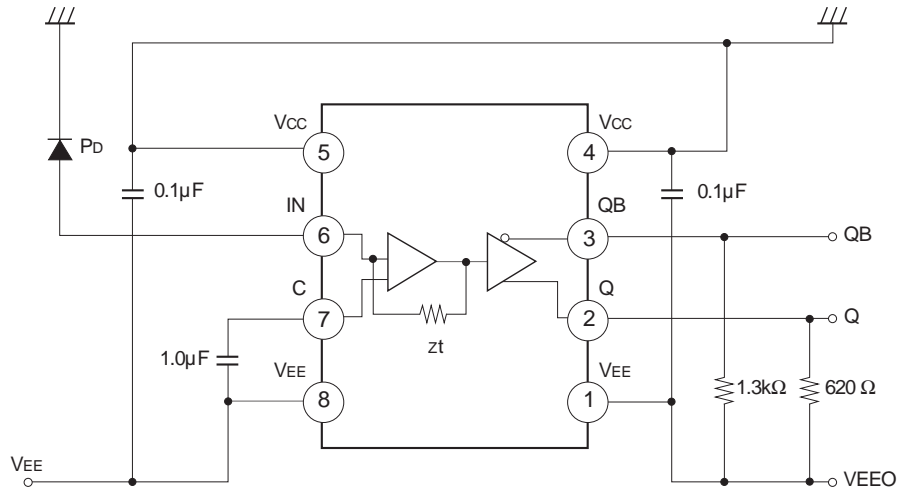 VCC
VCC
5
4
PD
0.1µF
0.1µF
IN
QB
6
3
QB
C
Q
7
2
Q
zt
1.0µF
VEE
VEE
8
1
1.3kΩ
620 Ω
VEE
VEEO